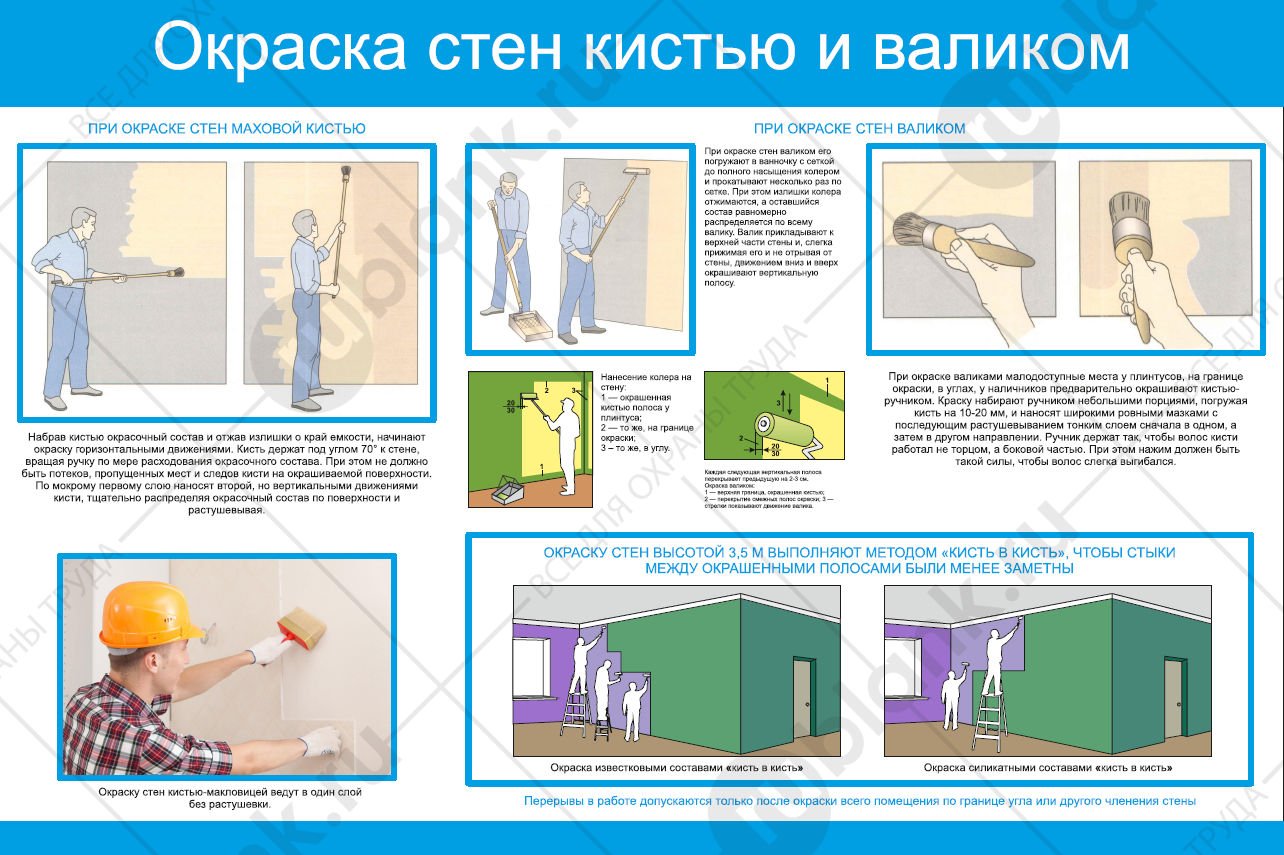 Окраска стен кистью и валиком
ПРИ ОКРАСКЕ СТЕН МАХОВОЙ КИСТЬЮ
Набрав кистью окрасочный состав и отжав излишки о край емкости, начинают
окраску горизонтальными движениями. Кисть держат под углом 70° к стене,
вращая ручку по мере расходования окрасочного состава. При этом не должно
быть потеков, пропущенных мест и следов кисти на окрашиваемой поверхности.
По мокрому первому слою наносят второй, но вертикальными движениями
кисти, тщательно распределяя окрасочный состав по поверхности и
растушевывая.
Окраску стен кистью-макловицей ведут в один слой
без растушевки.
ПРИ ОКРАСКЕ СТЕН ВАЛИКОМ
При окраске стен валиком его
погружают в ванночку с сеткой
до полного насыщения колером
и прокатывают несколько раз по
сетке. При этом излишки колера
отжимаются, а оставшийся
состав равномерно
распределяется по всему
валику. Валик прикладывают к
верхней части стены и, слегка
прижимая его и не отрывая от
стены, движением вниз и вверх
окрашивают вертикальную
полосу.
20
30
2
3
1
Нанесение колера на
стену:
1 — окрашенная
кистью полоса у
плинтуса;
2 — то же, на границе
окраски;
3 – то же, в углу.
1
3
2
20
30
Каждая следующая вертикальная полоса
перекрывает предыдущую на 2-3 см.
Окраска валиком:
1 — верхняя граница, окрашенная кистью;
2 — перекрытие смежных полос окраски; 3 —
стрелки показывают движение валика.
При окраске валиками малодоступные места у плинтусов, на границе
окраски, в углах, у наличников предварительно окрашивают кистью-
ручником. Краску набирают ручником небольшими порциями, погружая
кисть на 10-20 мм, и наносят широкими ровными мазками с
последующим растушевыванием тонким слоем сначала в одном, а
затем в другом направлении. Ручник держат так, чтобы волос кисти
работал не торцом, а боковой частью. При этом нажим должен быть
такой силы, чтобы волос слегка выгибался.
ОКРАСКУ СТЕН ВЫСОТОЙ 3,5 М ВЫПОЛНЯЮТ МЕТОДОМ «КИСТЬ В КИСТЬ», ЧТОБЫ СТЫКИ
МЕЖДУ ОКРАШЕННЫМИ ПОЛОСАМИ БЫЛИ МЕНЕЕ ЗАМЕТНЫ
Окраска известковыми составами «кисть в кисть»
Окраска силикатными составами «кисть в кисть»
Перерывы в работе допускаются только после окраски всего помещения по границе угла или другого членения стены
rublank.ru
ВСЕ ДЛЯ ОХРАНЫ ТРУДА